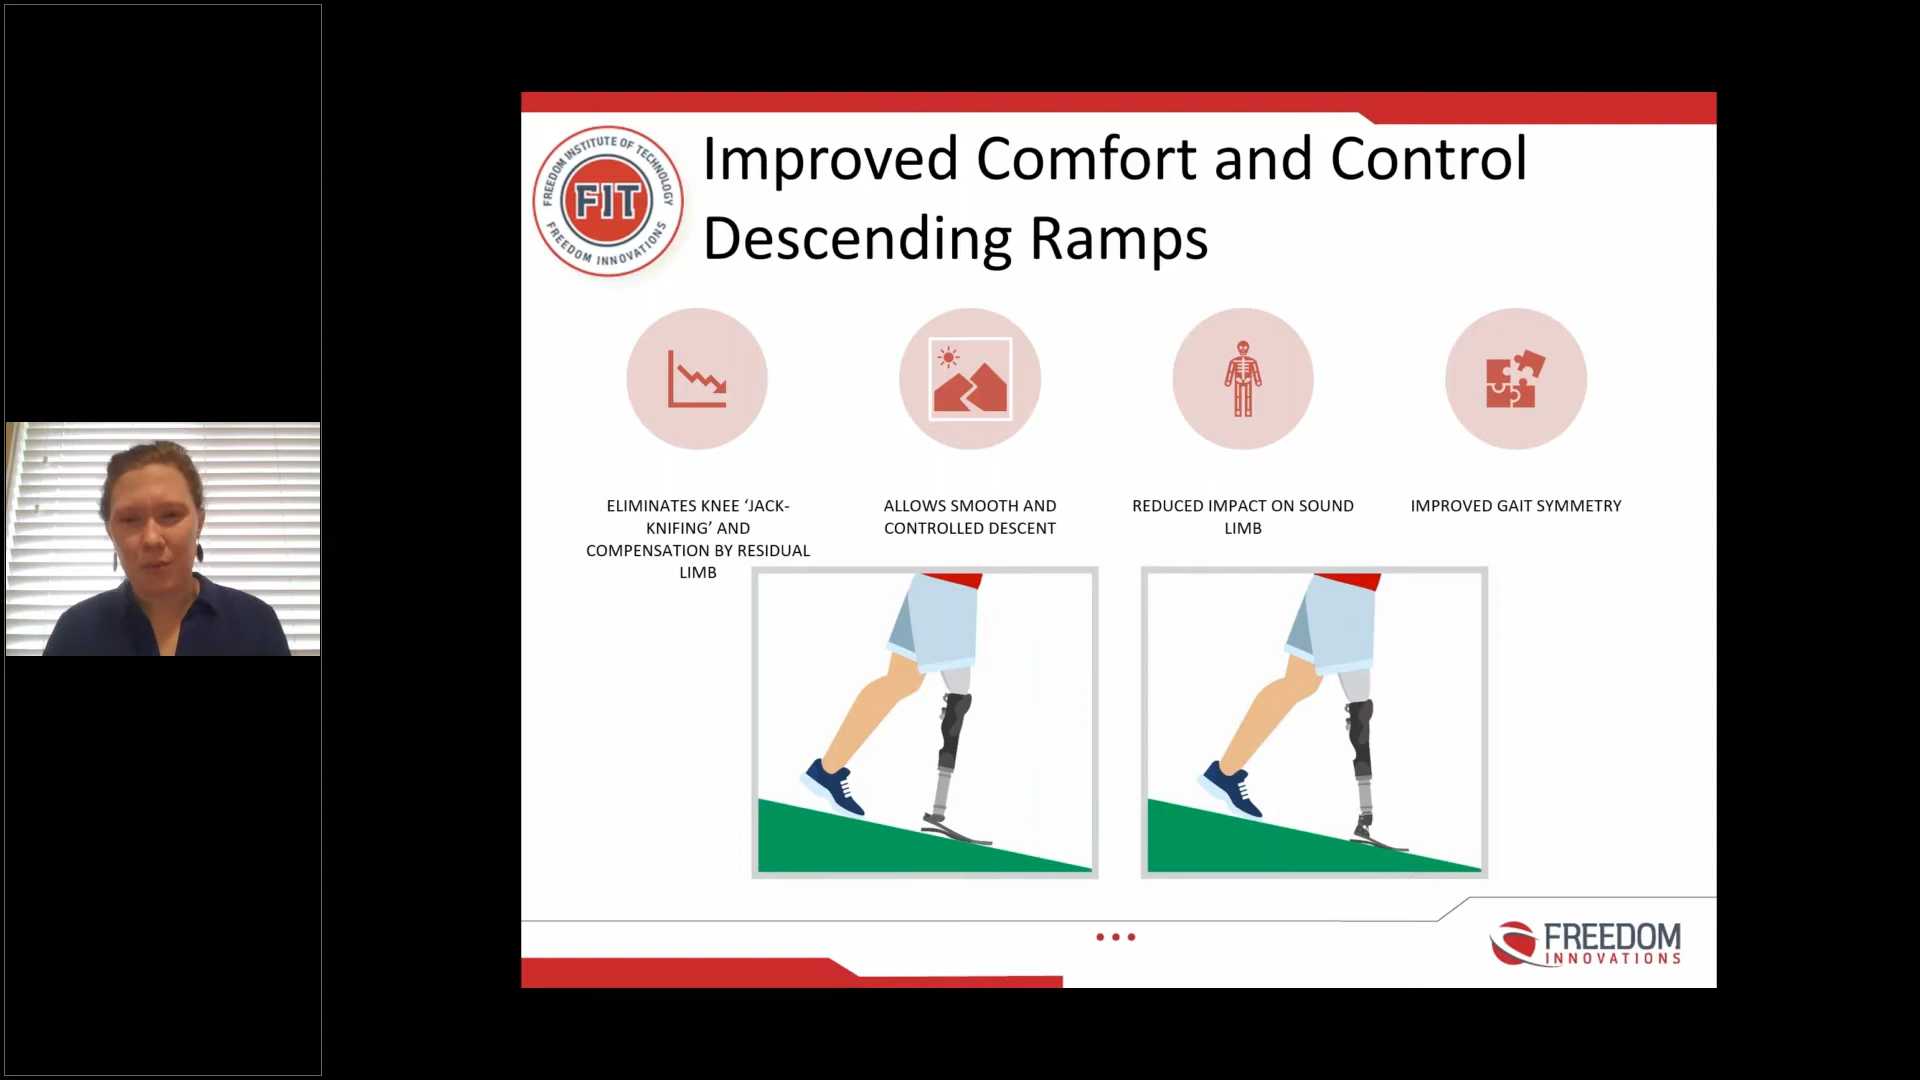 FREEDOM INSTITUTE OF TECHNOLOGY
FIT
FREEDOM INNOVATIONS
Improved Comfort and Control
Descending Ramps
ELIMINATES KNEE ‘JACK-
KNIFING’ AND
COMPENSATION BY RESIDUAL
LIMB
ALLOWS SMOOTH AND
CONTROLLED DESCENT
REDUCED IMPACT ON SOUND
LIMB
IMPROVED GAIT SYMMETRY
FREEDOM
INNOVATIONS